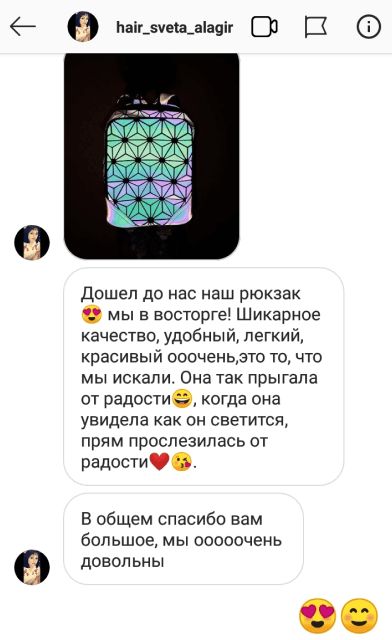 hair_sveta_alagir
Дошел до нас наш рюкзак
😍 мы в восторге! Шикарное
качество, удобный, легкий,
красивый ооочень,это то, что
мы искали. Она так прыгала
от радости😄, когда она
увидела как он светится,
прям прослезилась от
радости❤️😘.
В общем спасибо вам
большое, мы ооооочень
довольны
😍😊